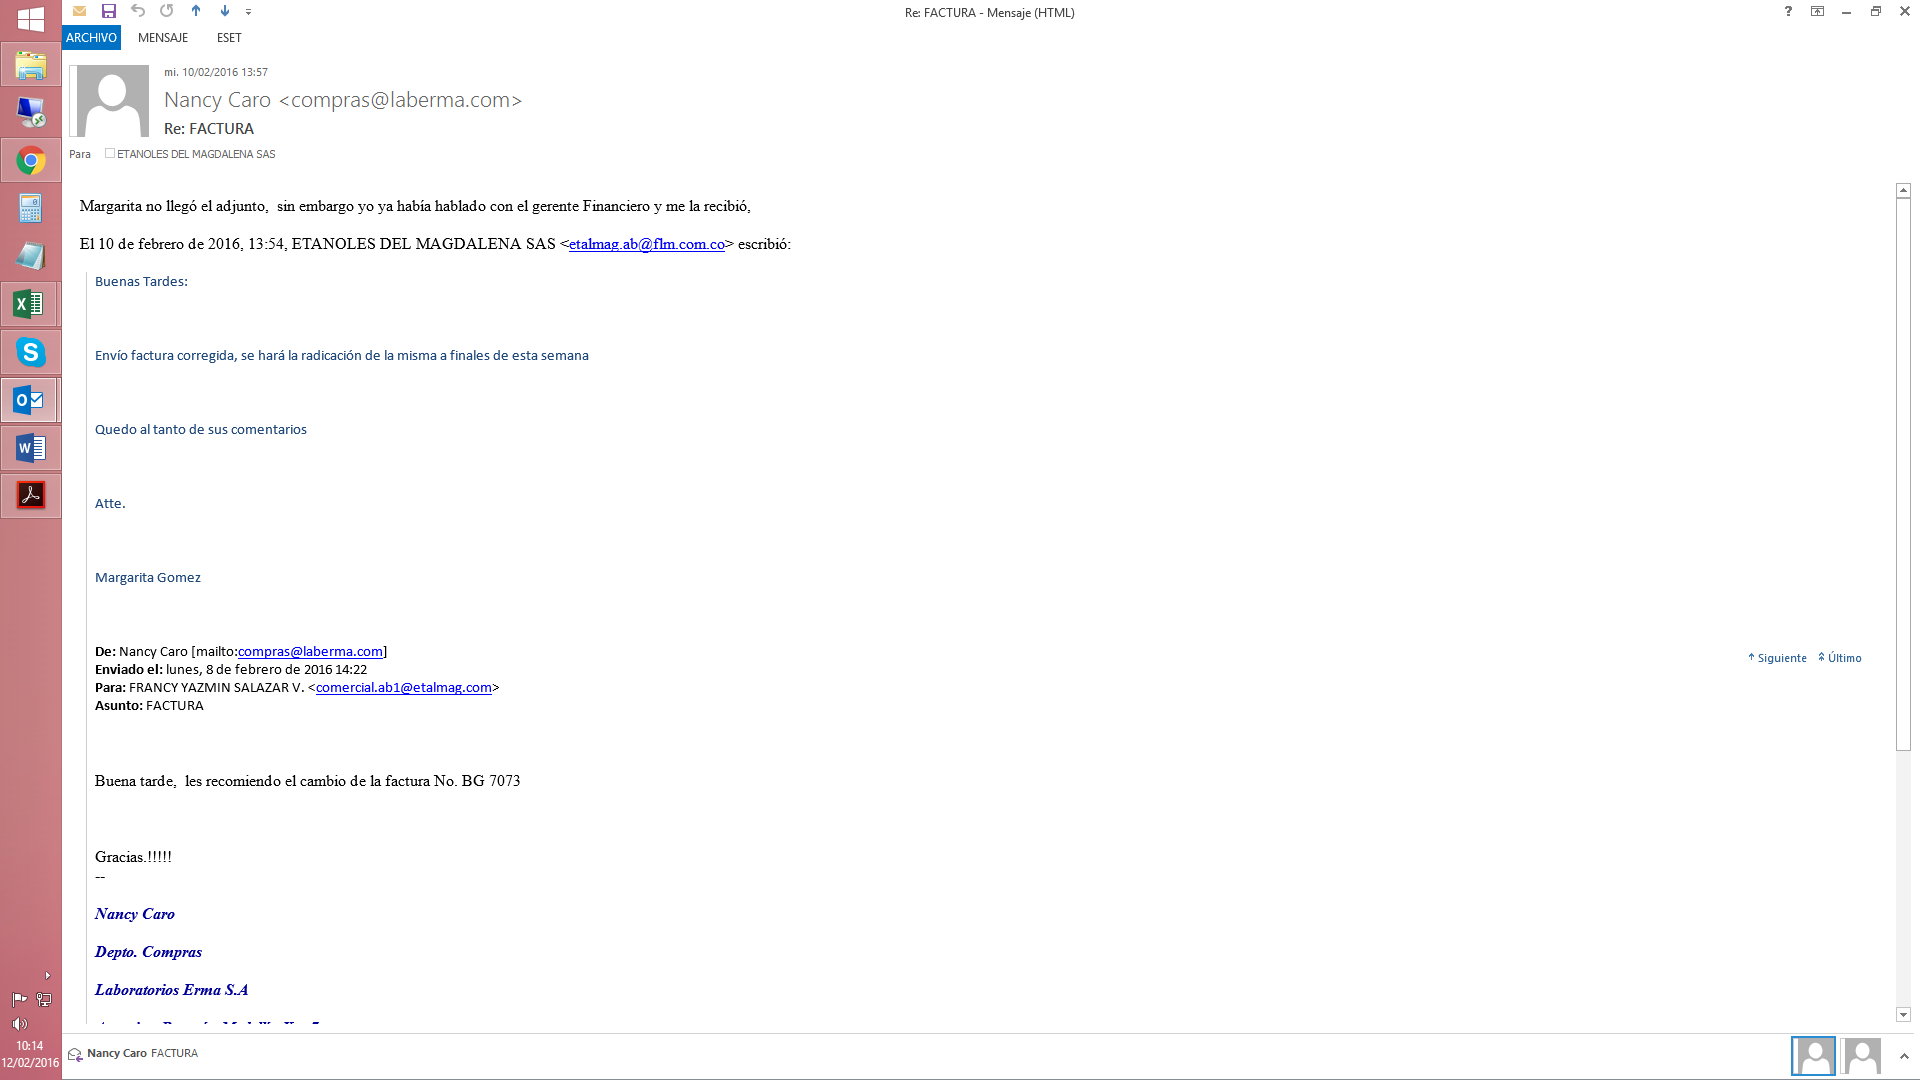 Re: FACTURA - Mensaje (HTML)
?
ARCHIVO MENSAJE ESET
mi. 10/02/2016 13:57
Nancy Caro <compras@laberma.com>
Re: FACTURA
Para ETANOLES DEL MAGDALENA SAS
Margarita no llegó el adjunto,  sin embargo yo ya había hablado con el gerente Financiero y me la recibió,
El 10 de febrero de 2016, 13:54, ETANOLES DEL MAGDALENA SAS <etalmag.ab@flm.com.co> escribió:
Buenas Tardes:
Envío factura corregida, se hará la radicación de la misma a finales de esta semana
Quedo al tanto de sus comentarios
Atte.
Margarita Gomez
De: Nancy Caro [mailto:compras@laberma.com]
Enviado el: lunes, 8 de febrero de 2016 14:22
Para: FRANCY YAZMIN SALAZAR V. <comercial.ab1@etalmag.com>
Asunto: FACTURA
Siguiente Último
Buena tarde,  les recomiendo el cambio de la factura No. BG 7073
Gracias.!!!!!
--
Nancy Caro
Depto. Compras
Laboratorios Erma S.A
10:14
12/02/2016
Nancy Caro FACTURA